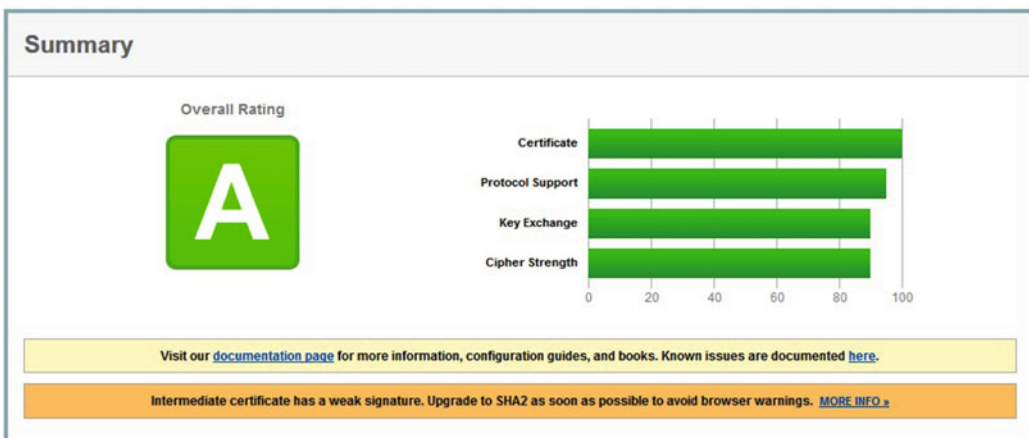 Summary
Overall Rating
A
Certificate
Protocol Support
Key Exchange
Cipher Strength
0 20 40 60 80 100
Visit our documentation page for more information, configuration guides, and books. Known issues are documented here.
Intermediate certificate has a weak signature. Upgrade to SHA2 as soon as possible to avoid browser warnings. MORE INFO »